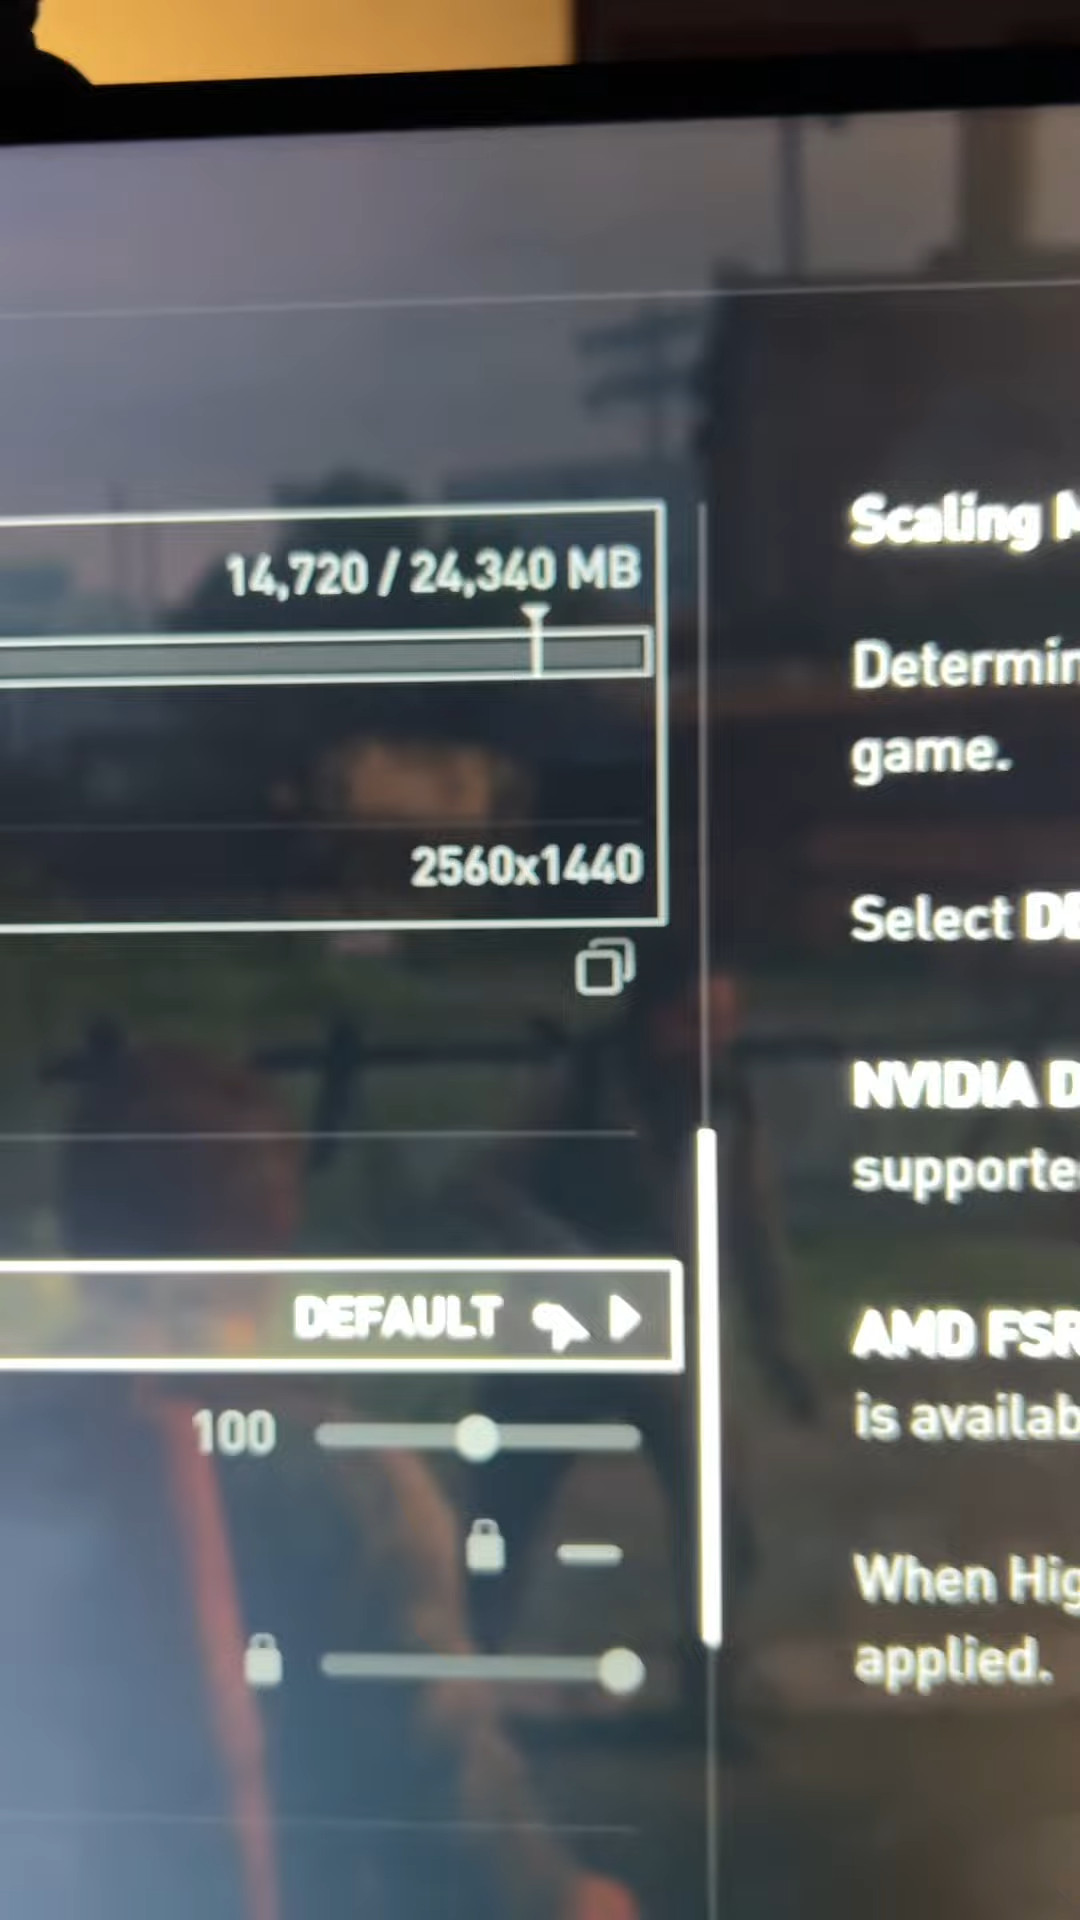 14,720 / 24,340 MB
2560x1440
DEFAULT
100
Scaling
Determin
game.
Select DE
NVIDIA D
supporte
AMD FSR
is availab
When Hig
applied.